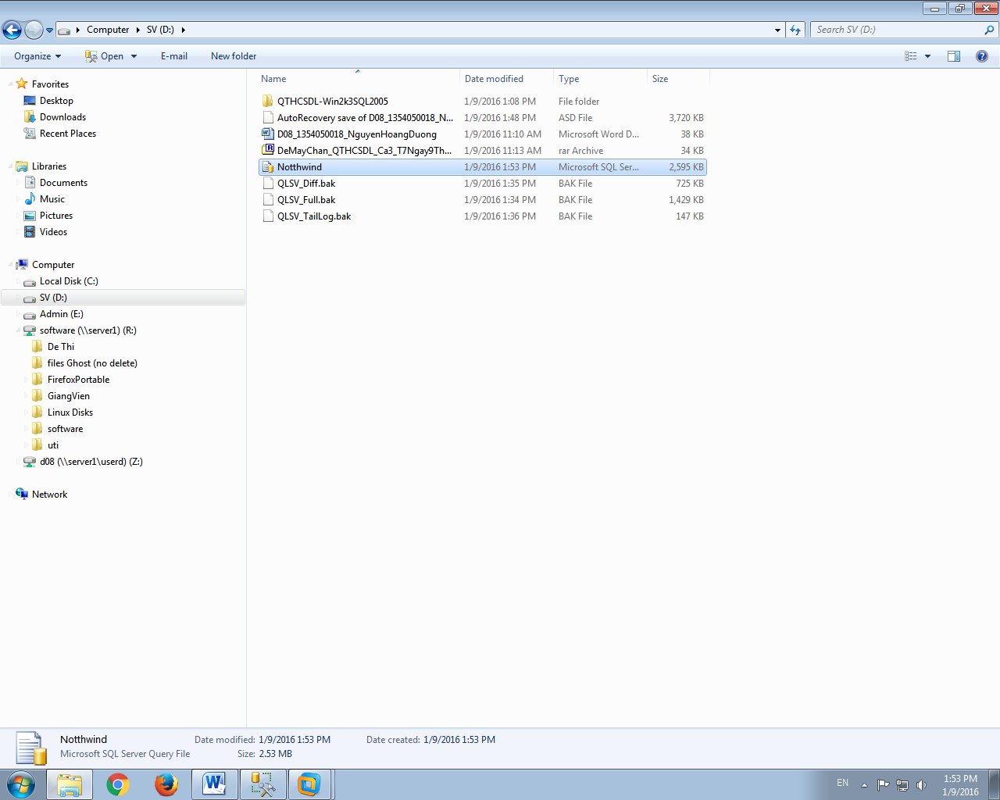 Computer SV (D:) Search SV (D:)
Organize Open E-mail New folder
Name Date modified Type Size
Favorites
Desktop
Downloads
Recent Places
Libraries
Documents
Music
Pictures
Videos
Computer
Local Disk (C:)
SV (D:)
Admin (E:)
software (\\server1) (R:)
De Thi
files Ghost (no delete)
FirefoxPortable
GiangVien
Linux Disks
software
uti
d08 (\\server1\userd) (Z:)
Network
QTHCSDL-Win2k3SQL2005 1/9/2016 1:08 PM File folder
AutoRecovery save of D08_1354050018_N... 1/9/2016 1:48 PM ASD File 3,720 KB
D08_1354050018_NguyenHoangDuong 1/9/2016 11:10 AM Microsoft Word D... 38 KB
DeMayChan_QTHCSDL_Ca3_T7Ngay9Th... 1/9/2016 11:13 AM rar Archive 34 KB
Notthwind 1/9/2016 1:53 PM Microsoft SQL Ser... 2,595 KB
QLSV_Diff.bak 1/9/2016 1:35 PM BAK File 725 KB
QLSV_Full.bak 1/9/2016 1:34 PM BAK File 1,429 KB
QLSV_TailLog.bak 1/9/2016 1:36 PM BAK File 147 KB
Notthwind Date modified: 1/9/2016 1:53 PM Date created: 1/9/2016 1:53 PM
Microsoft SQL Server Query File Size: 2.53 MB
EN 1:53 PM
1/9/2016